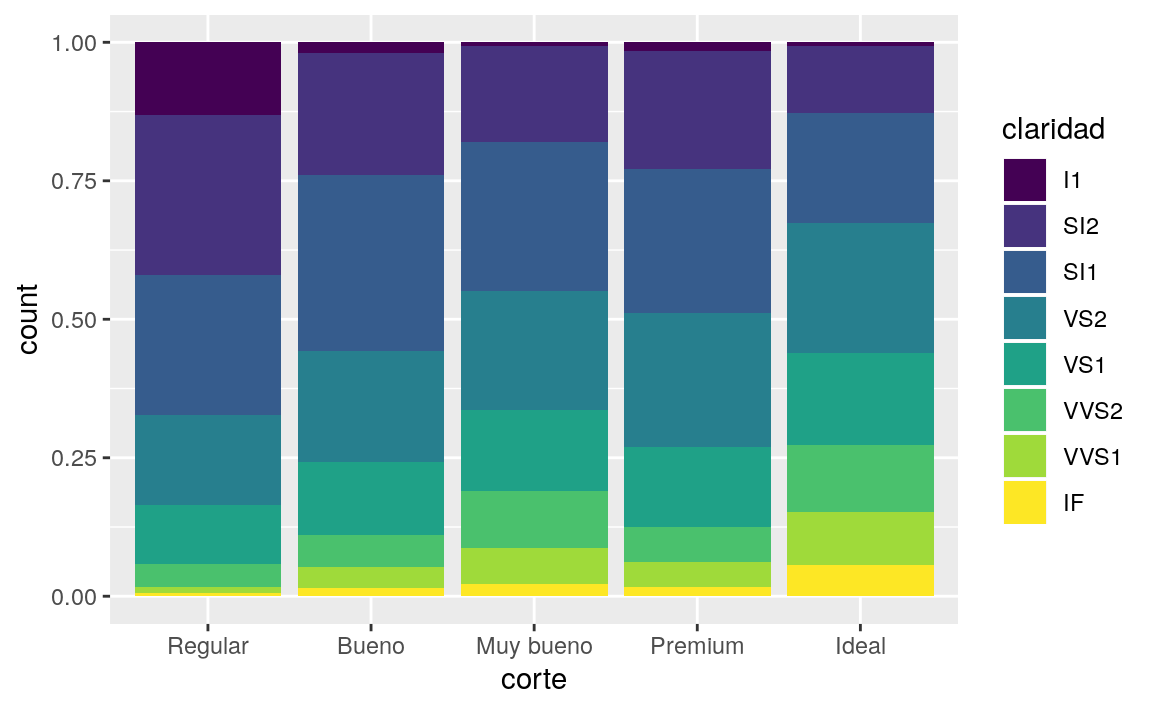 1.00
0.75
0.50
0.25
0.00
count
Regular
Bueno
Muy bueno
Premium
Ideal
corte
claridad
I1
SI2
SI1
VS2
VS1
VVS2
VVS1
IF